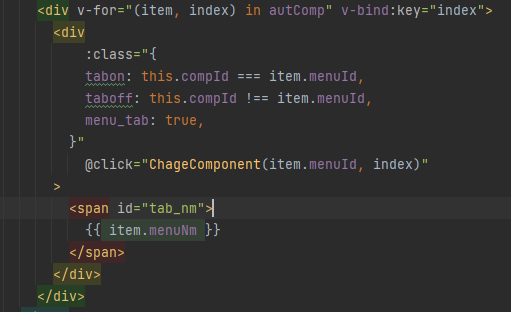 <div v-for="(item, index) in autComp" v-bind:key="index">
<div
:class="{
tabon: this.compId === item.menuId,
taboff: this.compId !== item.menuId,
menu_tab: true,
}"
@click="ChageComponent(item.menuId, index)"
>
<span id="tab_nm">
{{ item.menuNm }}
</span>
</div>
</div>